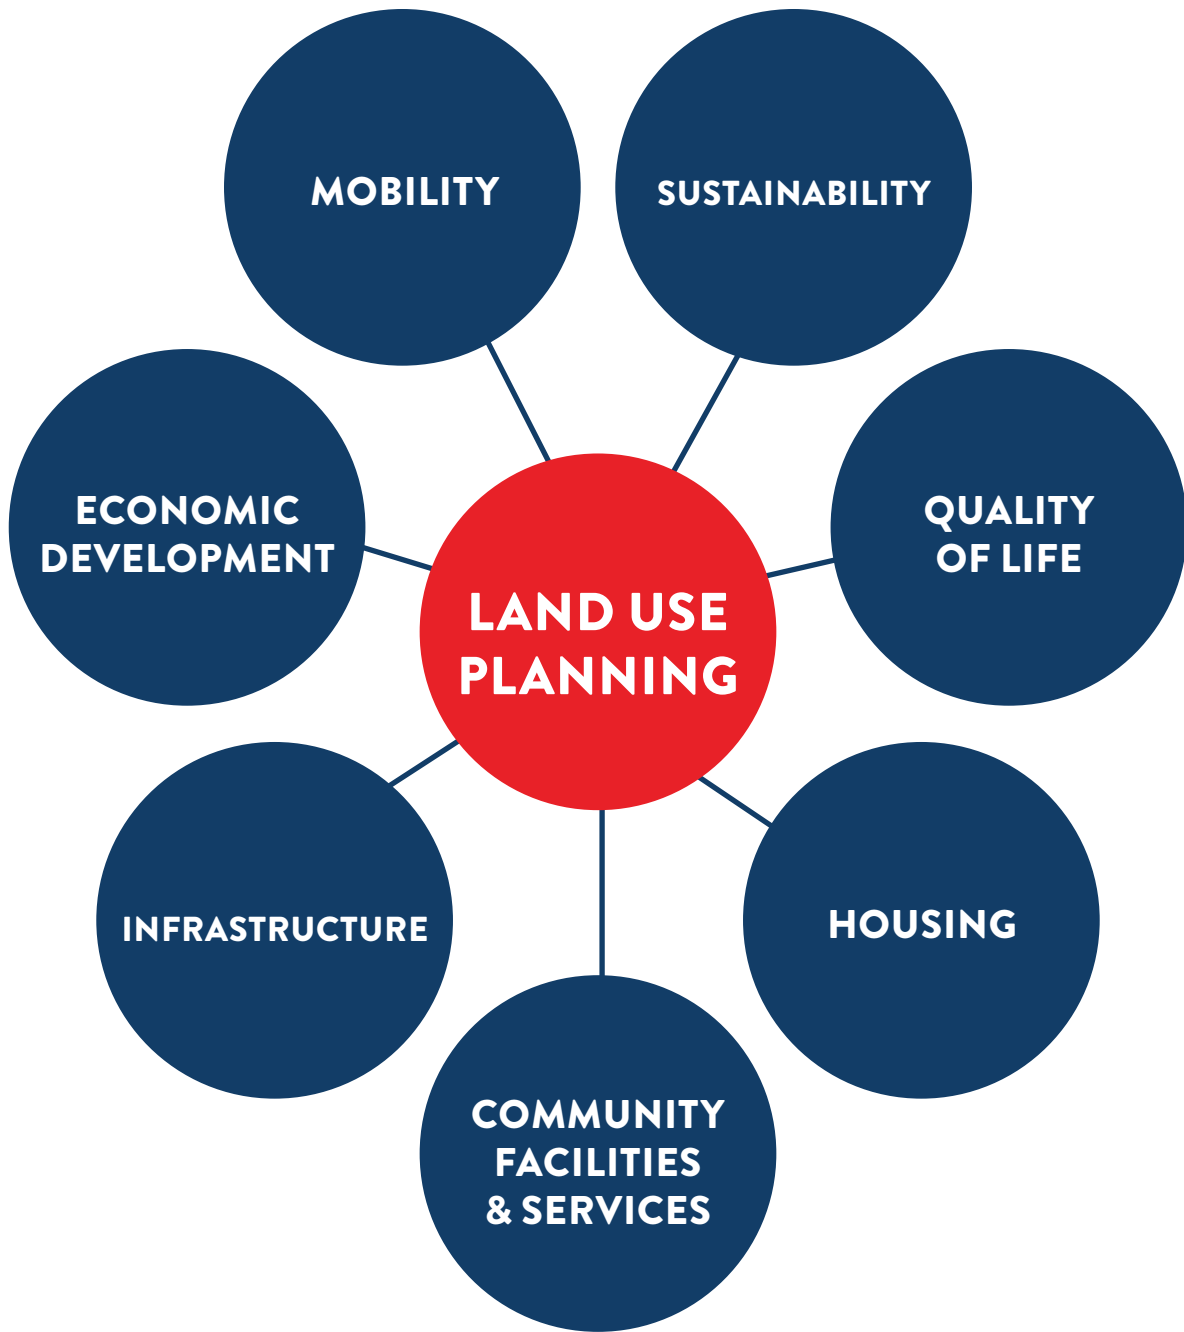 MOBILITY
SUSTAINABILITY
ECONOMIC
DEVELOPMENT
QUALITY
OF LIFE
LAND USE
PLANNING
INFRASTRUCTURE
HOUSING
COMMUNITY
FACILITIES
& SERVICES